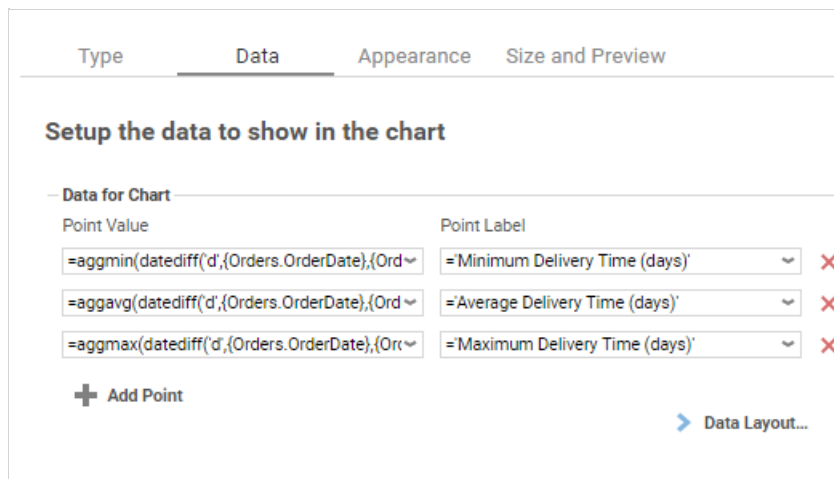 Type Data Appearance Size and Preview
Setup the data to show in the chart
Data for Chart
Point Value Point Label
=aggmin(datediff('d',{Orders.OrderDate},{Ord ='Minimum Delivery Time (days)'
=aggavg(datediff('d',{Orders.OrderDate},{Ord ='Average Delivery Time (days)'
=aggmax(datediff('d',{Orders.OrderDate},{Orc ='Maximum Delivery Time (days)'
Add Point
Data Layout...